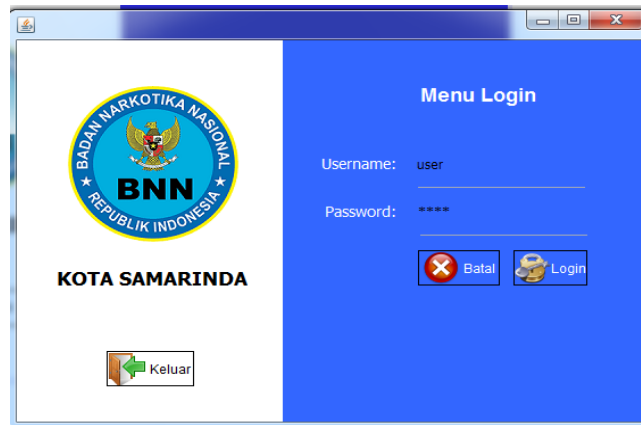 BADAN NARKOTIKA NASIONAL
BNN
REPUBLIK INDONESIA
KOTA SAMARINDA
Keluar
Menu Login
Username: user
Password: ****
Batal Login